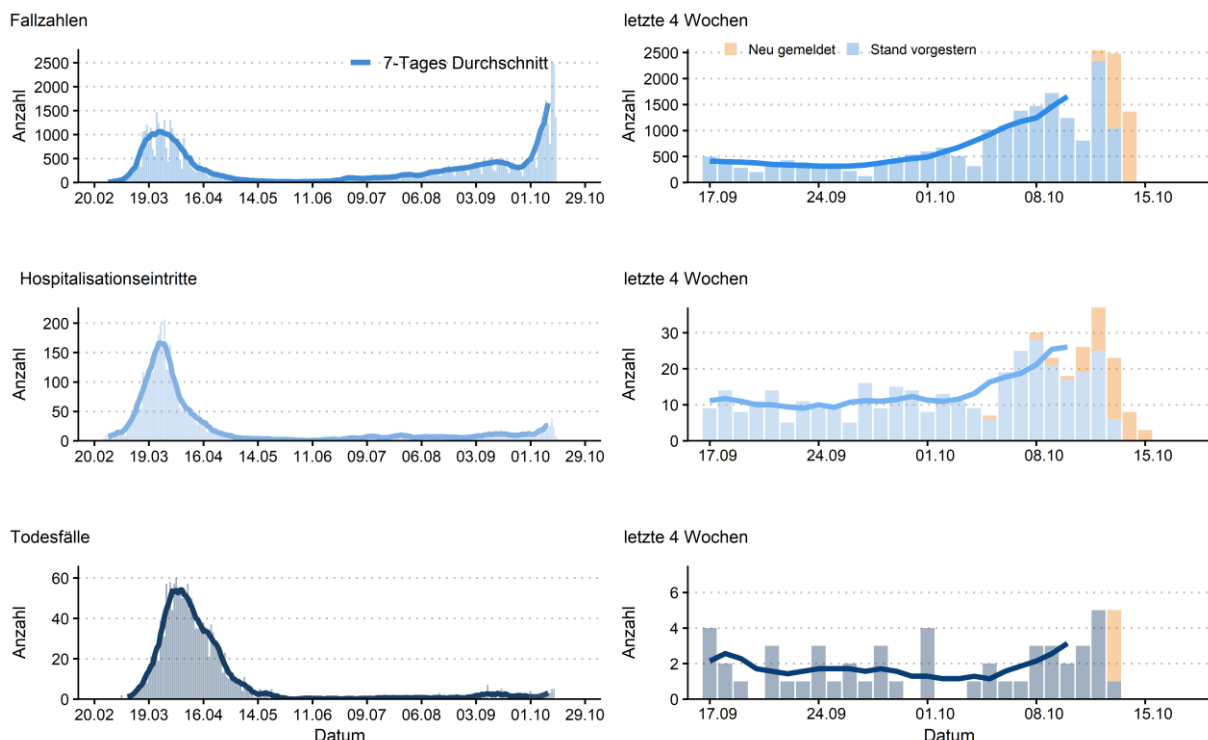 Fallzahlen
7-Tages Durchschnitt
Anzahl
2500
2000
1500
1000
500
0
20.02 19.03 16.04 14.05 11.06 09.07 06.08 03.09 01.10 29.10
letzte 4 Wochen
Neu gemeldet Stand vorgestern
Anzahl
2500
2000
1500
1000
500
0
17.09 24.09 01.10 08.10 15.10
Hospitalisationseintritte
Anzahl
200
150
100
50
0
20.02 19.03 16.04 14.05 11.06 09.07 06.08 03.09 01.10 29.10
letzte 4 Wochen
Anzahl
30
20
10
0
17.09 24.09 01.10 08.10 15.10
Todesfälle
Anzahl
60
40
20
0
20.02 19.03 16.04 14.05 11.06 09.07 06.08 03.09 01.10 29.10
Datum
letzte 4 Wochen
Anzahl
6
4
2
0
17.09 24.09 01.10 08.10 15.10
Datum